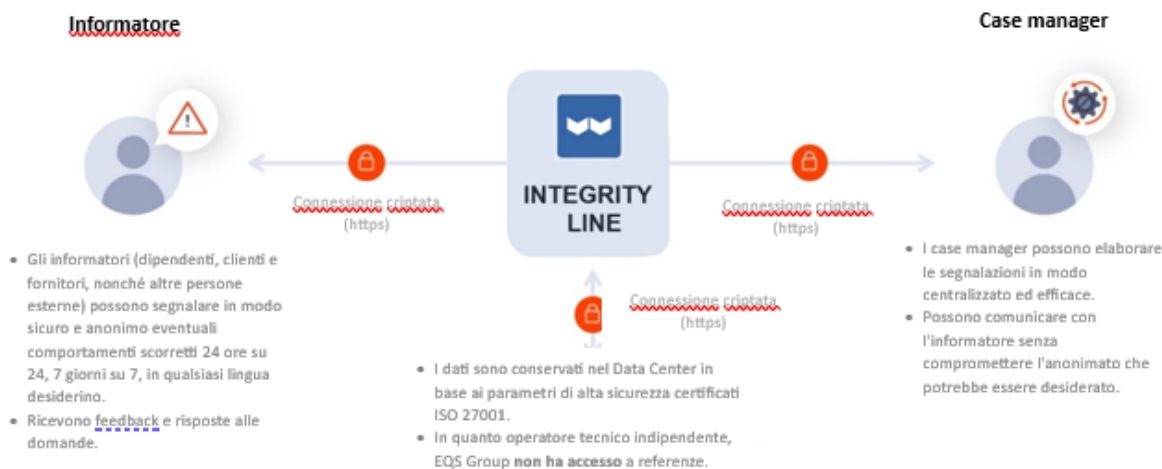 Informatore
Case manager
INTEGRITY
LINE
Connessione criptata
(https)
Connessione criptata
(https)
Connessione criptata
(https)
• Gli informatori (dipendenti, clienti e
fornitori, nonché altre persone
esterne) possono segnalare in modo
sicuro e anonimo eventuali
comportamenti scorretti 24 ore su
24, 7 giorni su 7, in qualsiasi lingua
desiderino.
• Ricevono feedback e risposte alle
domande.
• I dati sono conservati nel Data Center in
base ai parametri di alta sicurezza certificati
ISO 27001.
• In quanto operatore tecnico indipendente,
EQS Group non ha accesso a referenze.
• I case manager possono elaborare
le segnalazioni in modo
centralizzato ed efficace.
• Possono comunicare con
l'informatore senza
compromettere l'anonimato che
potrebbe essere desiderato.